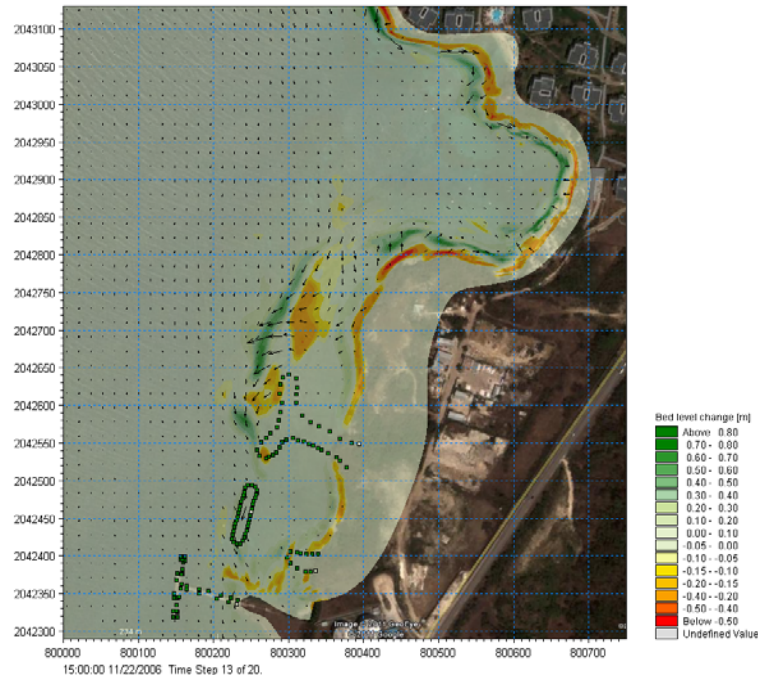 2043100
2043050
2043000
2042950
2042900
2042850
2042800
2042750
2042700
2042650
2042600
2042550
2042500
2042450
2042400
2042350
2042300
800000 800100 800200 800300 800400 800500 800600 800700
15:00:00 11/22/2006 Time Step 13 of 20.
Bed level change [m]
Above 0.80
0.70 - 0.80
0.60 - 0.70
0.50 - 0.60
0.40 - 0.50
0.30 - 0.40
0.20 - 0.30
0.10 - 0.20
0.00 - 0.10
-0.05 - 0.00
-0.10 - -0.05
-0.15 - -0.10
-0.20 - -0.15
-0.40 - -0.20
-0.50 - -0.40
Below -0.50
Undefined Value